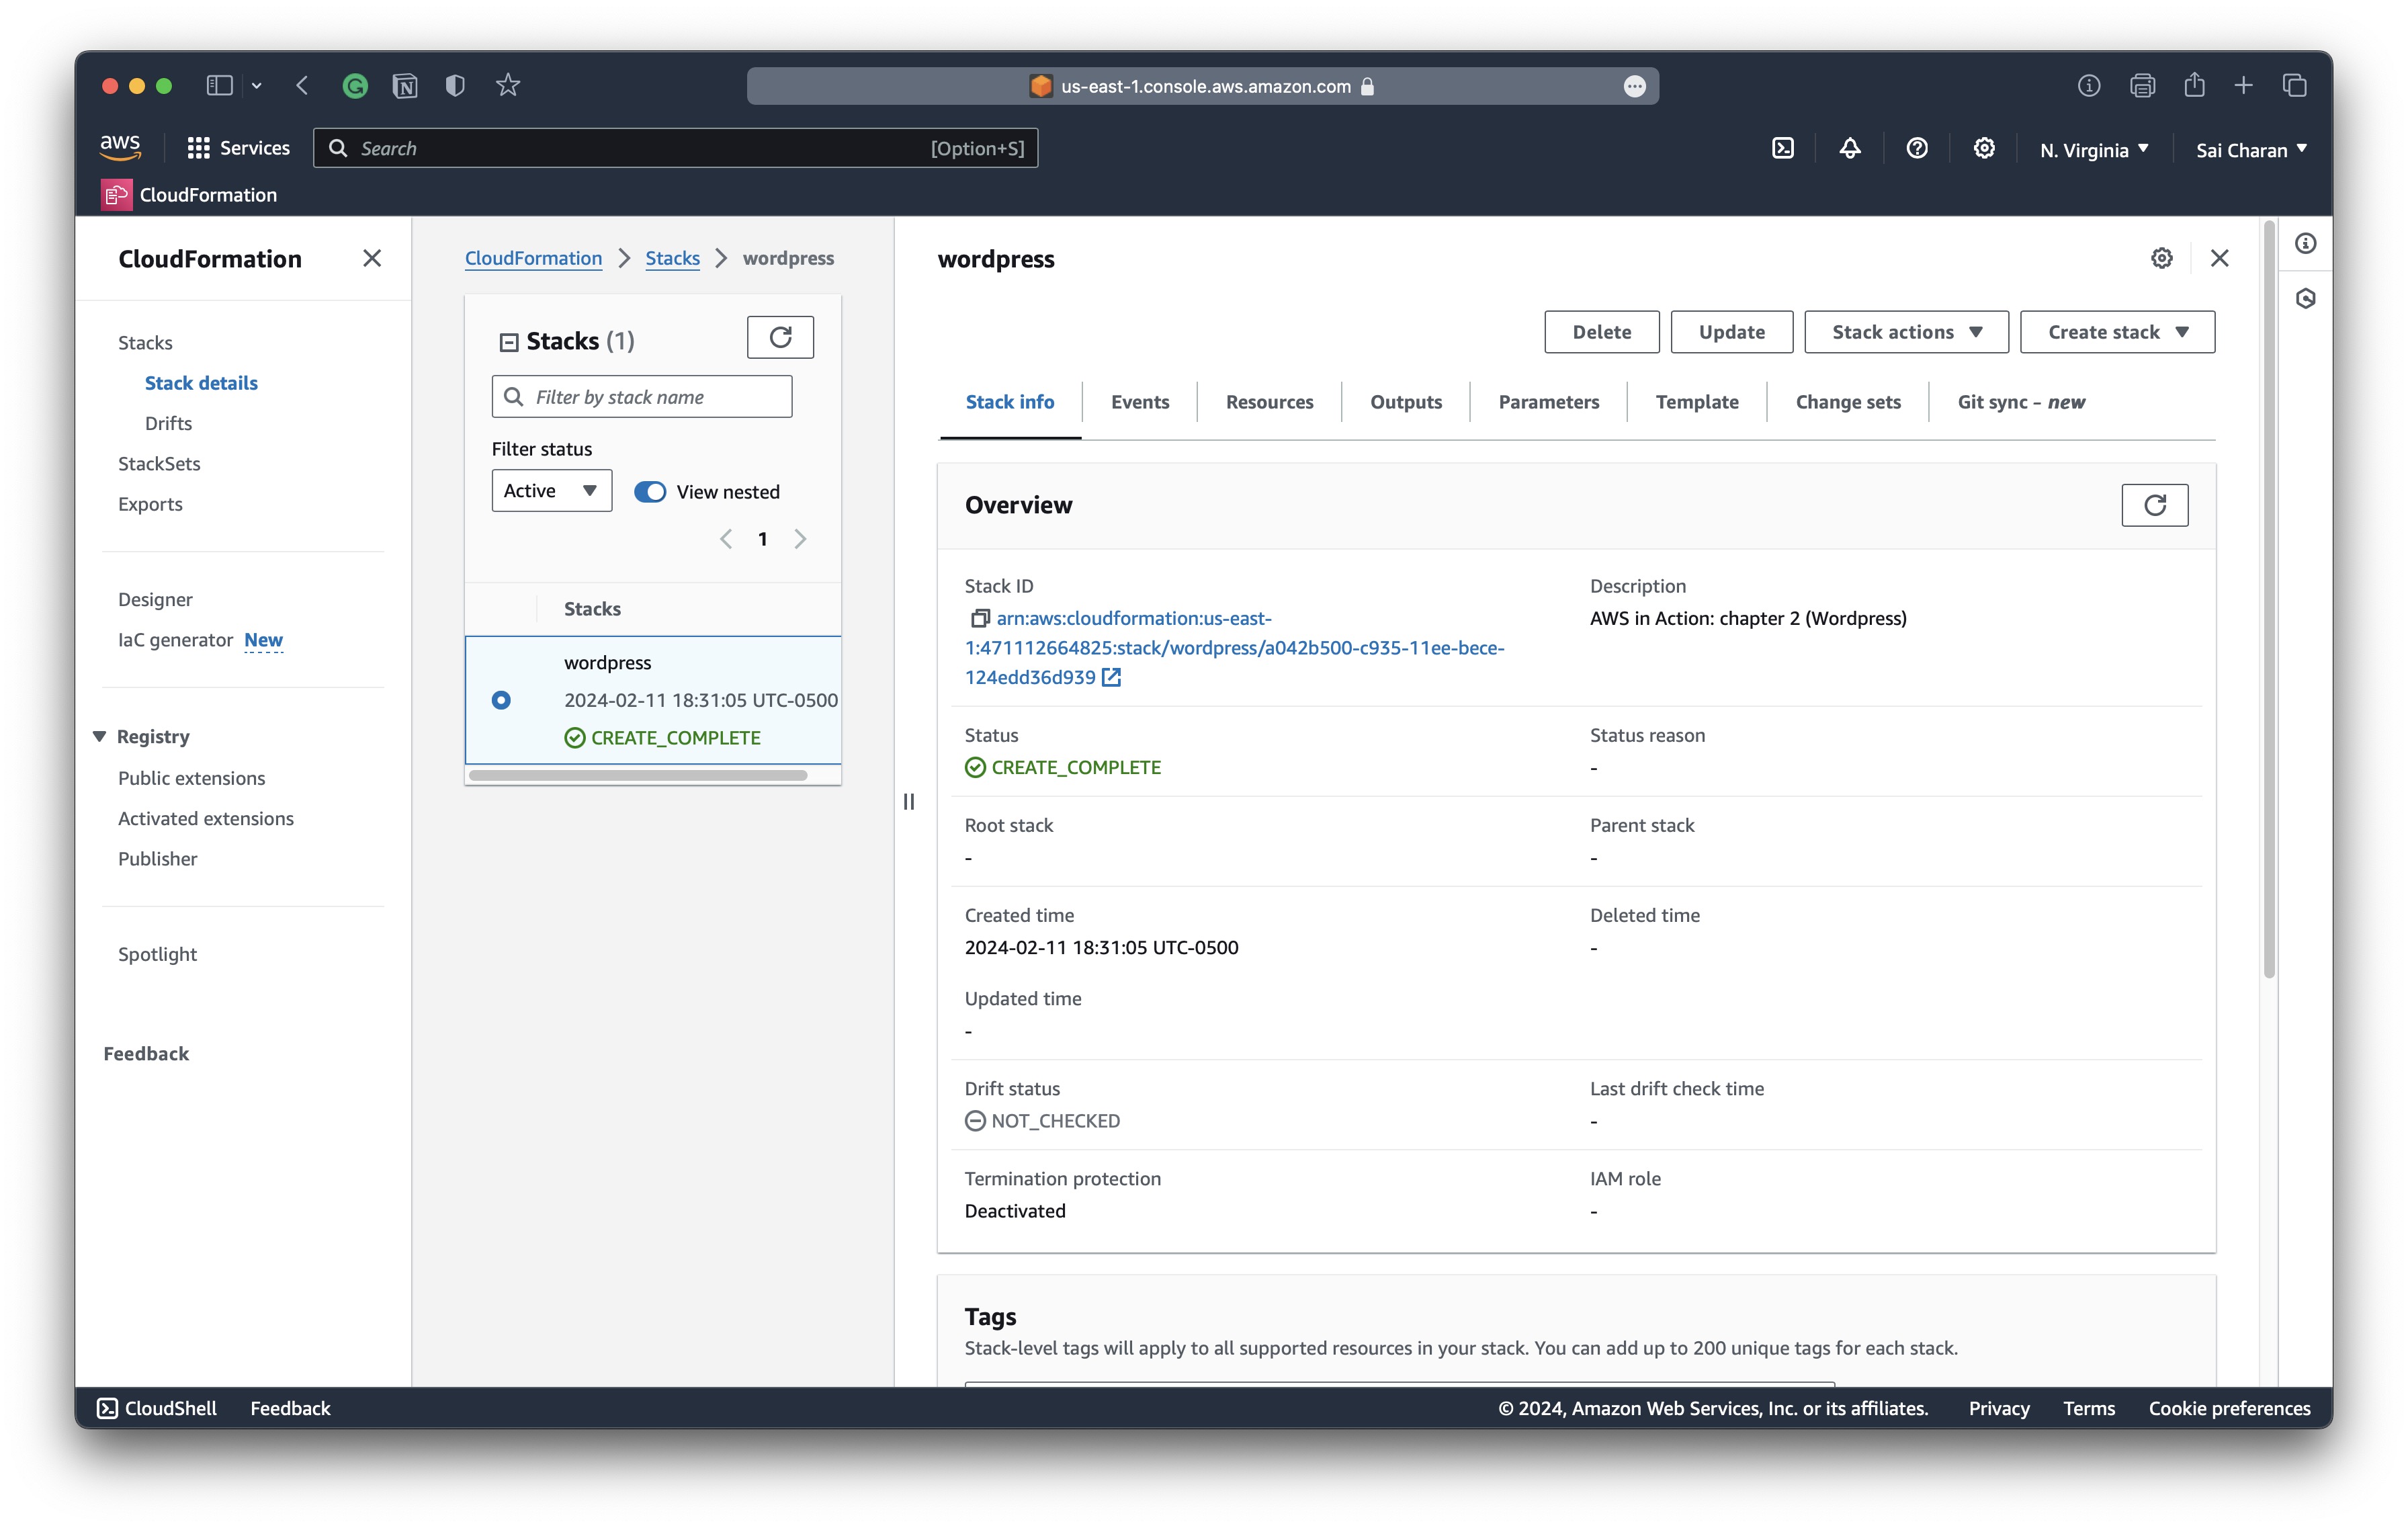 us-east-1.console.aws.amazon.com
aws
Services
Search
[Option+S]
N. Virginia
Sai Charan
CloudFormation
CloudFormation
Stacks
Stack details
Drifts
StackSets
Exports
Designer
IaC generator New
Registry
Public extensions
Activated extensions
Publisher
Spotlight
Feedback
CloudFormation > Stacks > wordpress
Stacks (1)
Filter by stack name
Filter status
Active
View nested
1
Stacks
wordpress
2024-02-11 18:31:05 UTC-0500
CREATE_COMPLETE
wordpress
Delete
Update
Stack actions
Create stack
Stack info
Events
Resources
Outputs
Parameters
Template
Change sets
Git sync - new
Overview
Stack ID
arn:aws:cloudformation:us-east-
1:471112664825:stack/wordpress/a042b500-c935-11ee-bece-
124edd36d939
Description
AWS in Action: chapter 2 (Wordpress)
Status
CREATE_COMPLETE
Status reason
-
Root stack
-
Parent stack
-
Created time
2024-02-11 18:31:05 UTC-0500
Deleted time
-
Updated time
-
Drift status
NOT_CHECKED
Last drift check time
-
Termination protection
Deactivated
IAM role
-
Tags
Stack-level tags will apply to all supported resources in your stack. You can add up to 200 unique tags for each stack.
CloudShell
Feedback
© 2024, Amazon Web Services, Inc. or its affiliates.
Privacy
Terms
Cookie preferences